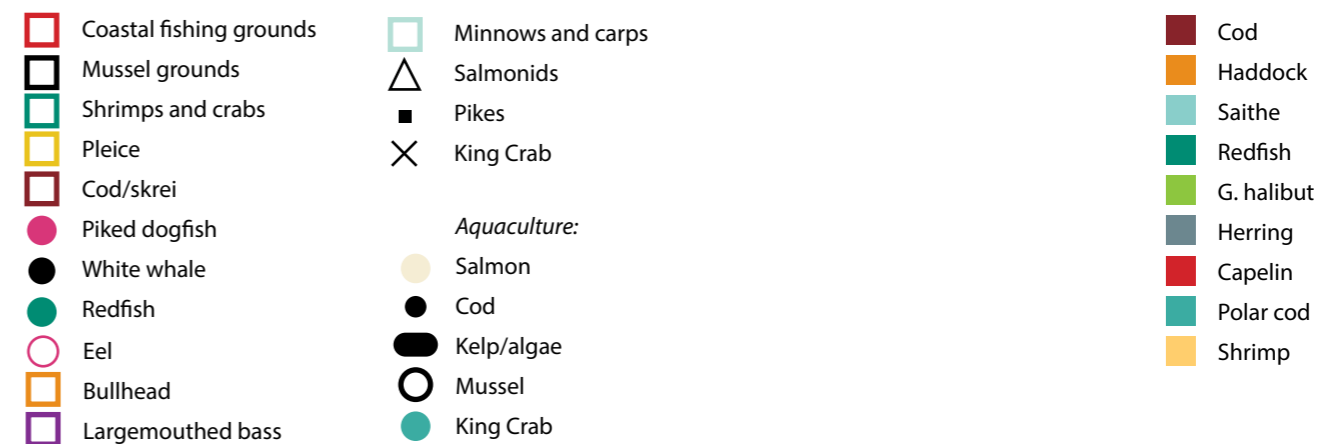 Coastal fishing grounds
Mussel grounds
Shrimps and crabs
Pleice
Cod/skrei
Piked dogfish
White whale
Redfish
Eel
Bullhead
Largemouthed bass
Minnows and carps
Salmonids
Pikes
King Crab
Aquaculture:
Salmon
Cod
Kelp/algae
Mussel
King Crab
Cod
Haddock
Saithe
Redfish
G. halibut
Herring
Capelin
Polar cod
Shrimp